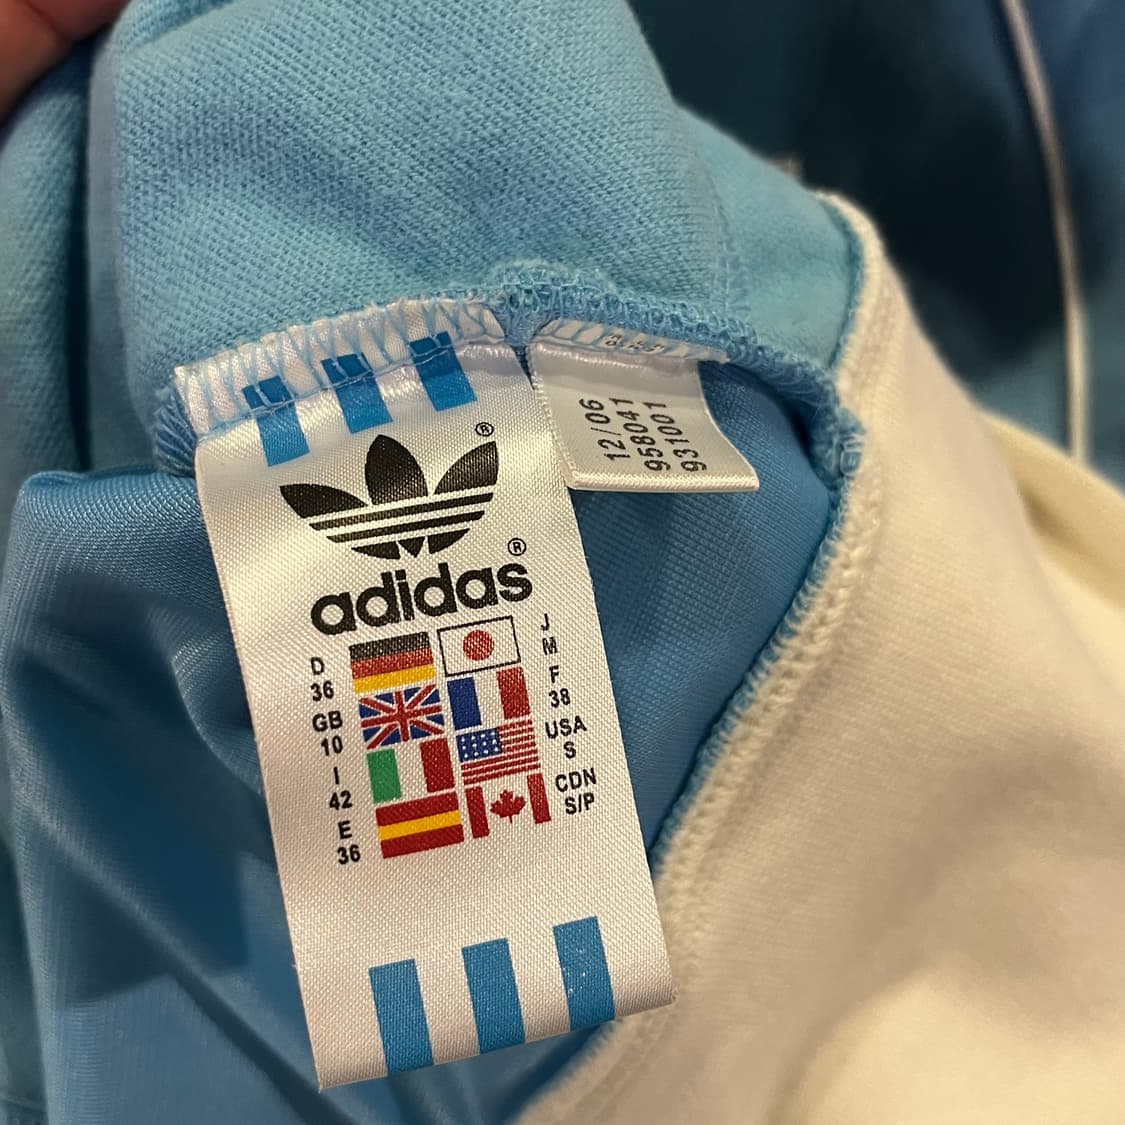 ®
®
adidas
D
36
GB
10
I
42
E
36
J
M
F
38
USA
S
CDN
S/P
12/06
958041
931001